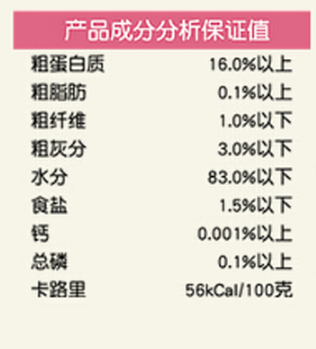 产品成分分析保证值
粗蛋白质 16.0%以上
粗脂肪 0.1%以上
粗纤维 1.0%以下
粗灰分 3.0%以下
水分 83.0%以下
食盐 1.5%以下
钙 0.001%以上
总磷 0.1%以上
卡路里 56kCal/100克